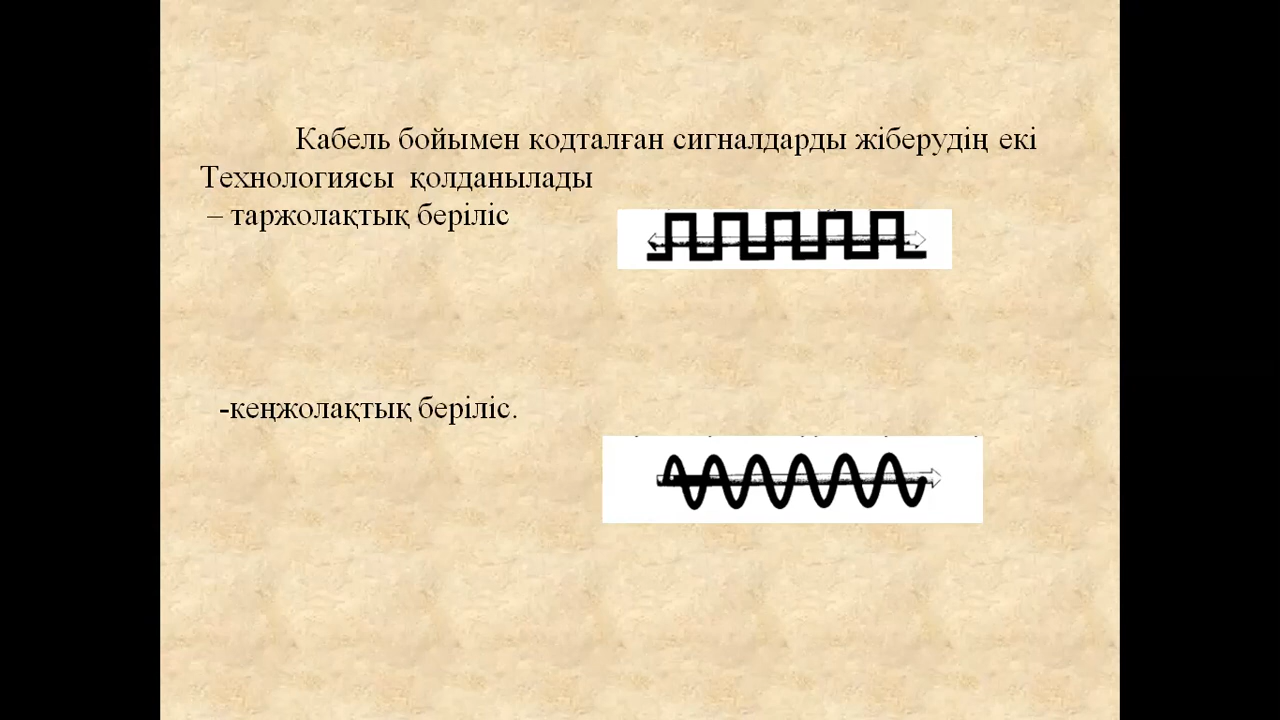 Кабель бойымен кодталған сигналдарды жіберудің екі
Технологиясы қолданылады
– таржолақтық беріліс
-кеңжолақтық беріліс.